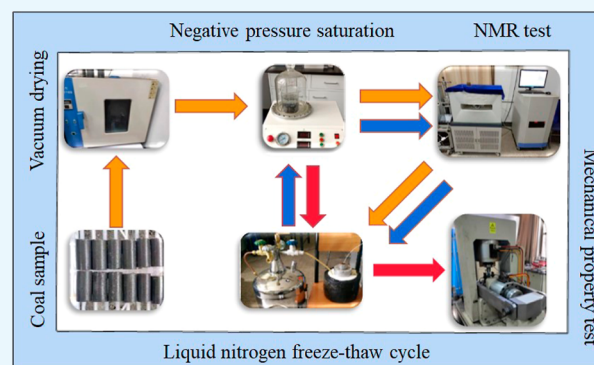 Negative pressure saturation
NMR test
Vacuum drying
Coal sample
Mechanical property test
Liquid nitrogen freeze-thaw cycle